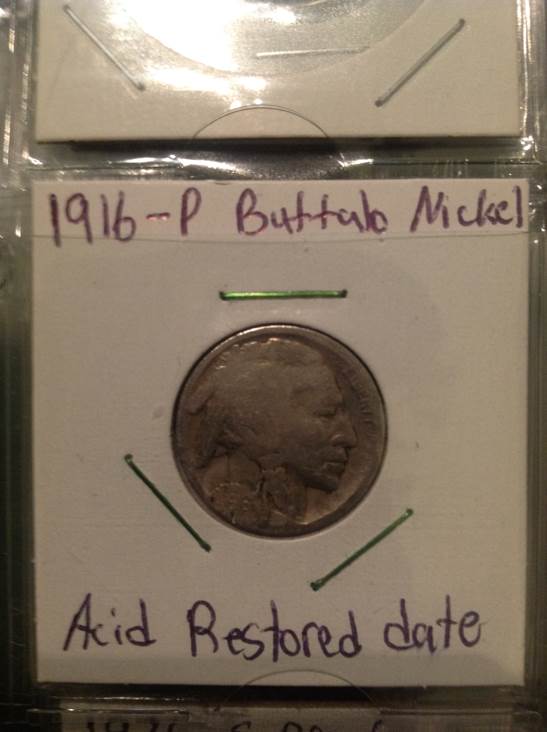 1916-P Buffalo Nickel
Acid Restored date